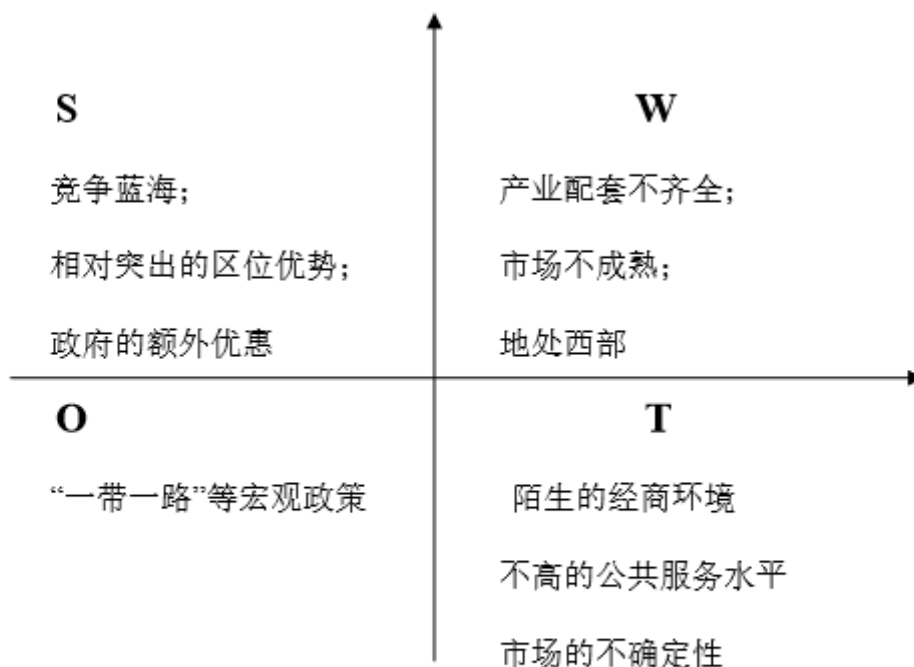 S
竞争蓝海；
相对突出的区位优势；
政府的额外优惠
W
产业配套不齐全；
市场不成熟；
地处西部
O
“一带一路”等宏观政策
T
陌生的经商环境
不高的公共服务水平
市场的不确定性